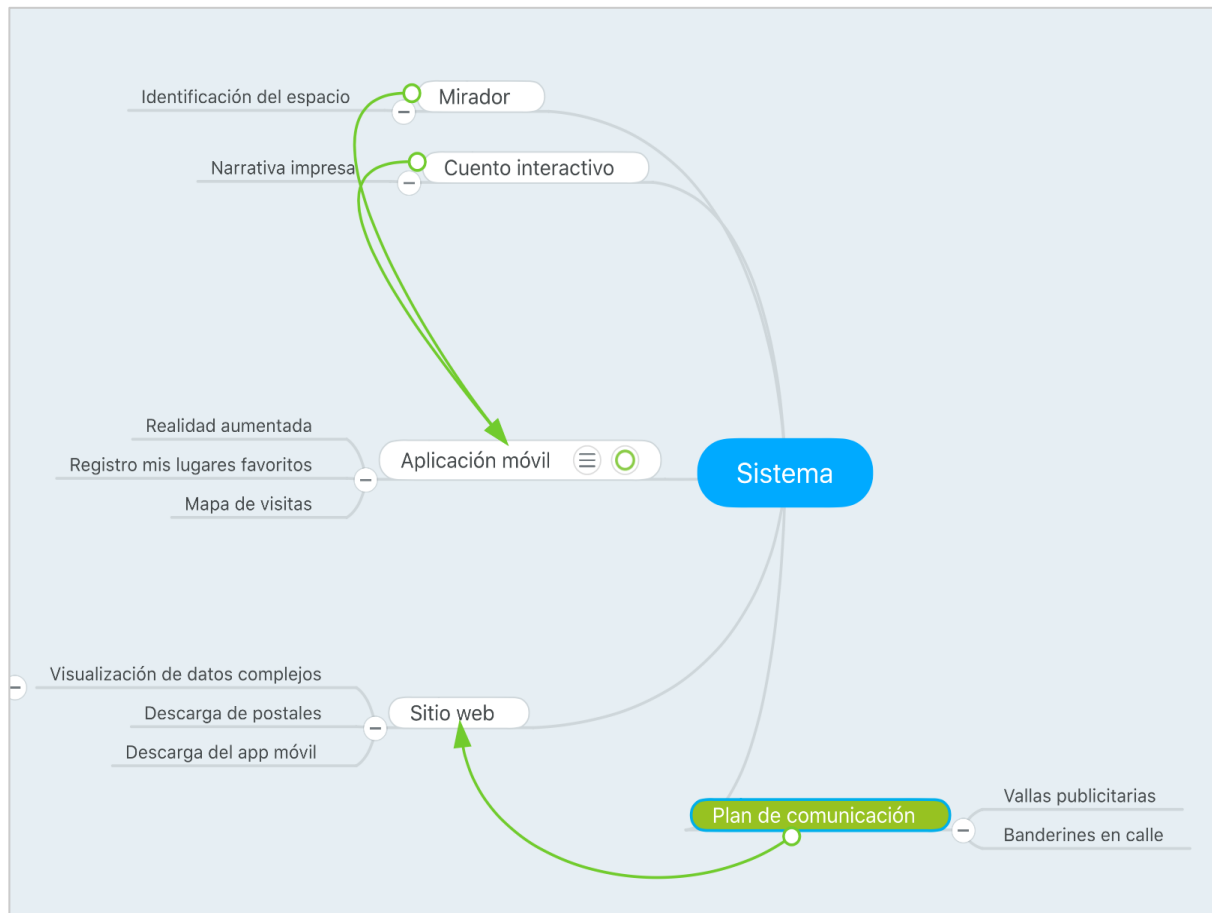 Identificación del espacio
Mirador
Narrativa impresa
Cuento interactivo
Realidad aumentada
Registro mis lugares favoritos
Mapa de visitas
Aplicación móvil
Sistema
Visualización de datos complejos
Descarga de postales
Descarga del app móvil
Sitio web
Plan de comunicación
Vallas publicitarias
Banderines en calle